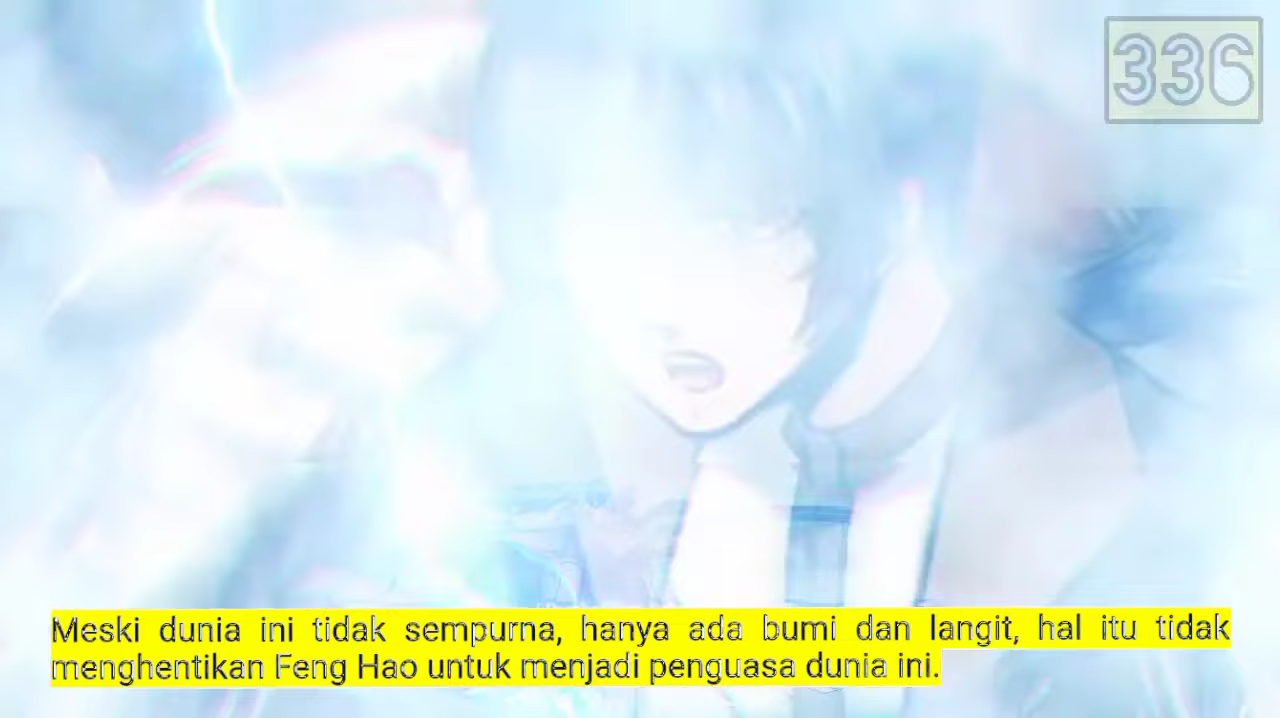 336
Meski dunia ini tidak sempurna, hanya ada bumi dan langit, hal itu tidak
menghentikan Feng Hao untuk menjadi penguasa dunia ini.